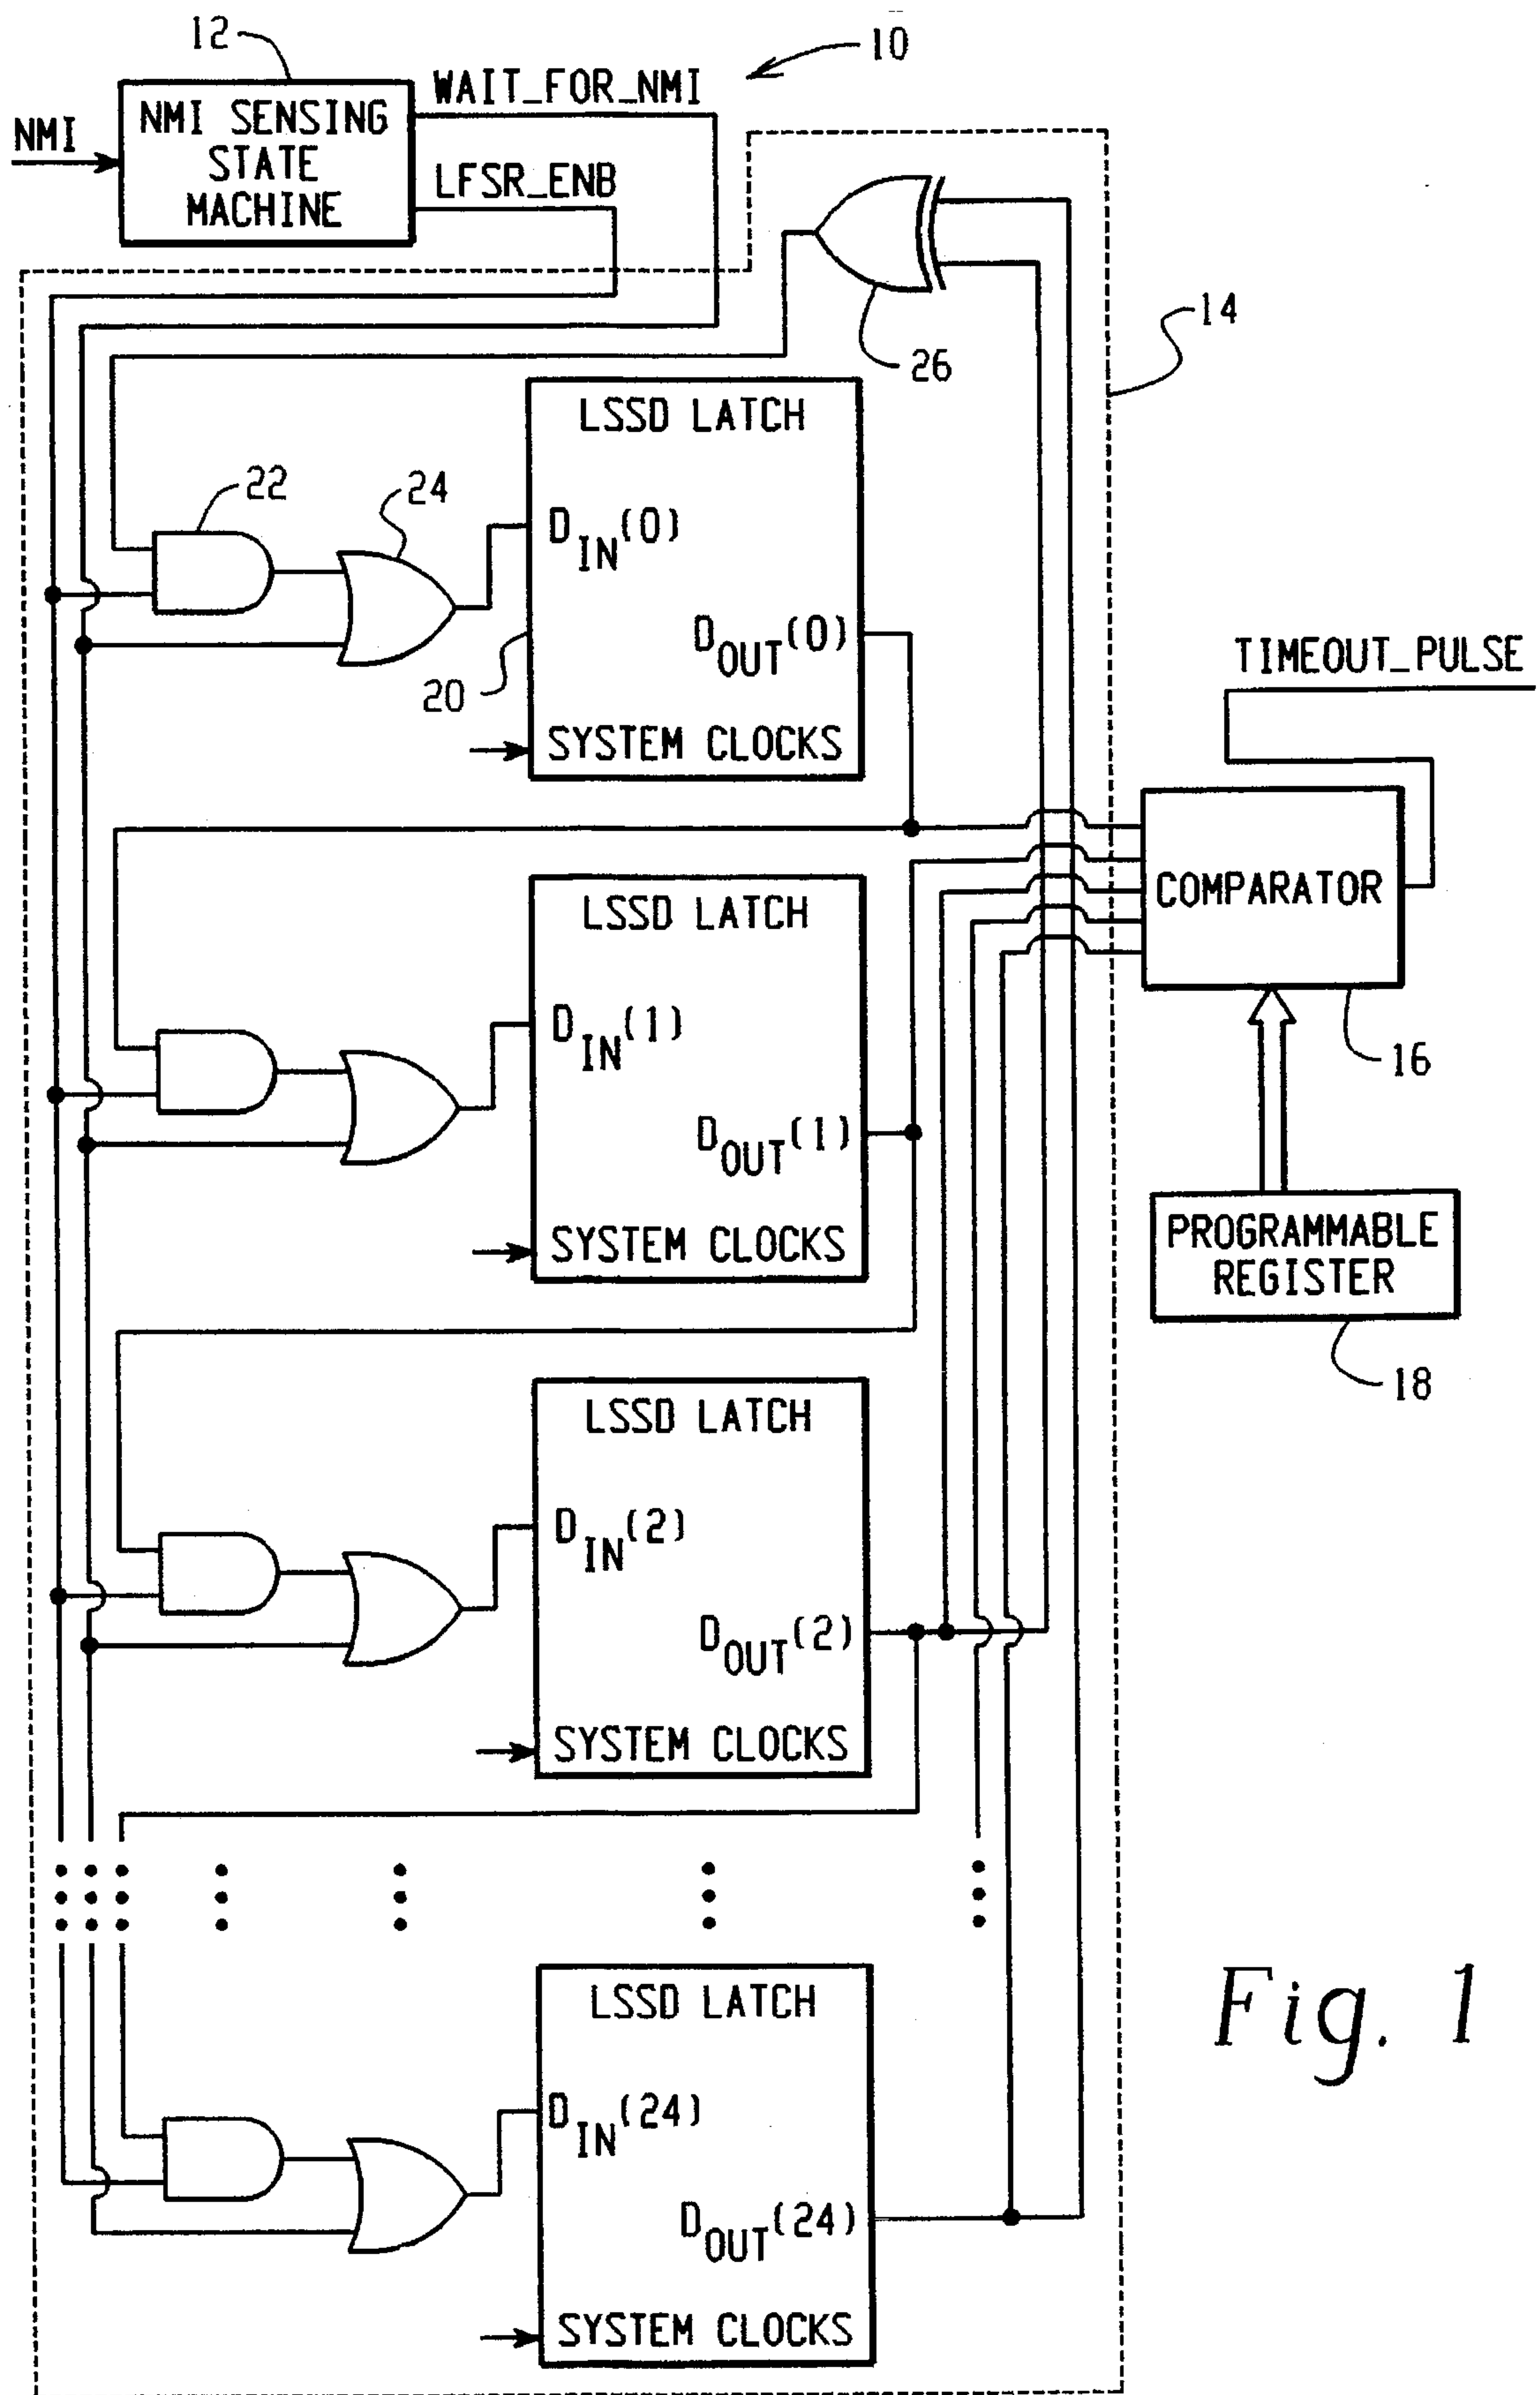 12
10
NMI
NMI SENSING
STATE
MACHINE
WAIT_FOR_NMI
LFSR_ENB
14
26
LSSD LATCH
22
24
DIN(0)
DOUT(0)
20
SYSTEM CLOCKS
TIMEOUT_PULSE
COMPARATOR
16
LSSD LATCH
DIN(1)
DOUT(1)
SYSTEM CLOCKS
PROGRAMMABLE
REGISTER
18
LSSD LATCH
DIN(2)
DOUT(2)
SYSTEM CLOCKS
LSSD LATCH
DIN(24)
DOUT(24)
SYSTEM CLOCKS
Fig. 1